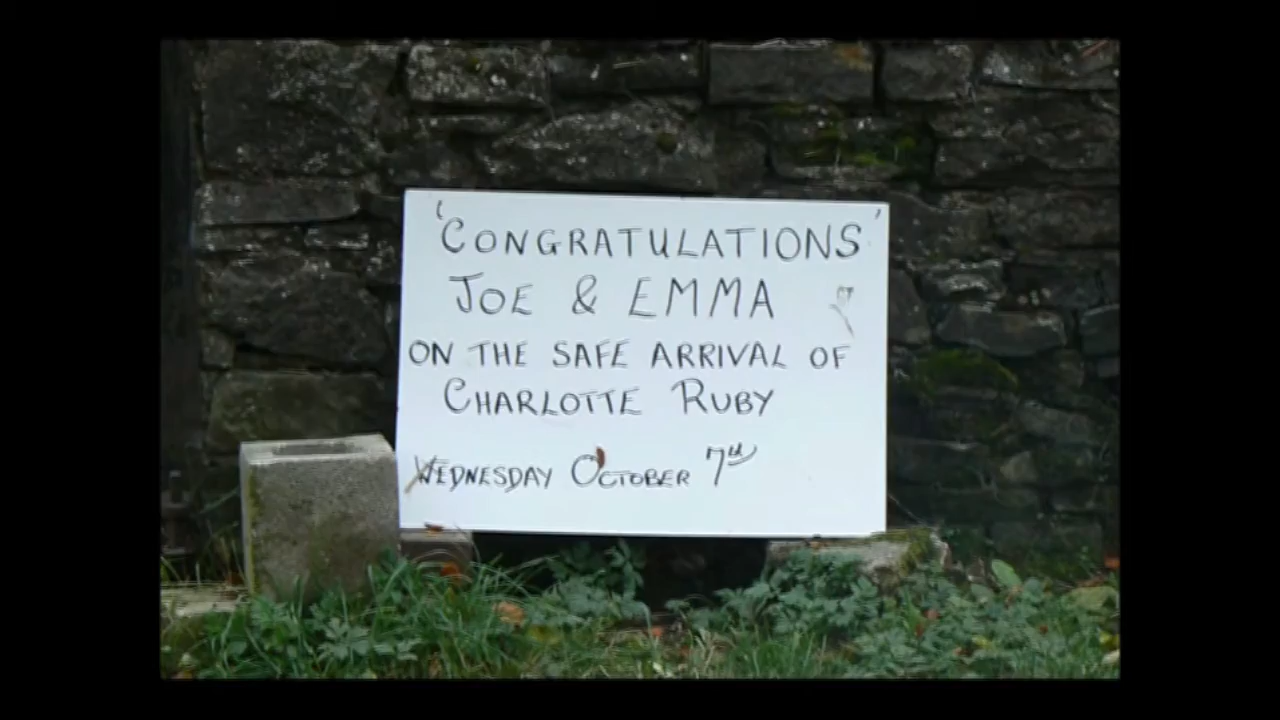 'CONGRATULATIONS'
JOE & EMMA
ON THE SAFE ARRIVAL OF
CHARLOTTE RUBY
WEDNESDAY OCTOBER 7th